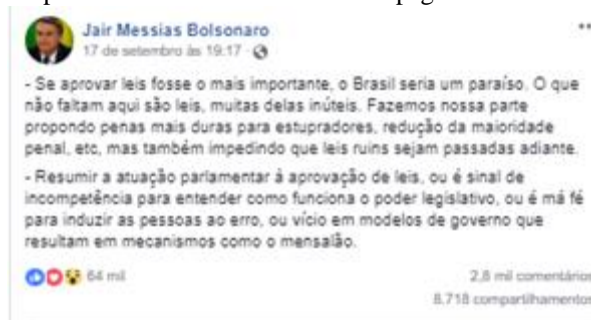 Jair Messias Bolsonaro
17 de setembro às 19:17
- Se aprovar leis fosse o mais importante, o Brasil seria um paraíso. O que
não faltam aqui são leis, muitas delas inúteis. Fazemos nossa parte
propondo penas mais duras para estupradores, redução da maioridade
penal, etc, mas também impedindo que leis ruins sejam passadas adiante.
- Resumir a atuação parlamentar à aprovação de leis, ou é sinal de
incompetência para entender como funciona o poder legislativo, ou é má fé
para induzir as pessoas ao erro, ou vício em modelos de governo que
resultam em mecanismos como o mensalão.
64 mil
2,8 mil comentários
8.718 compartilhamentos